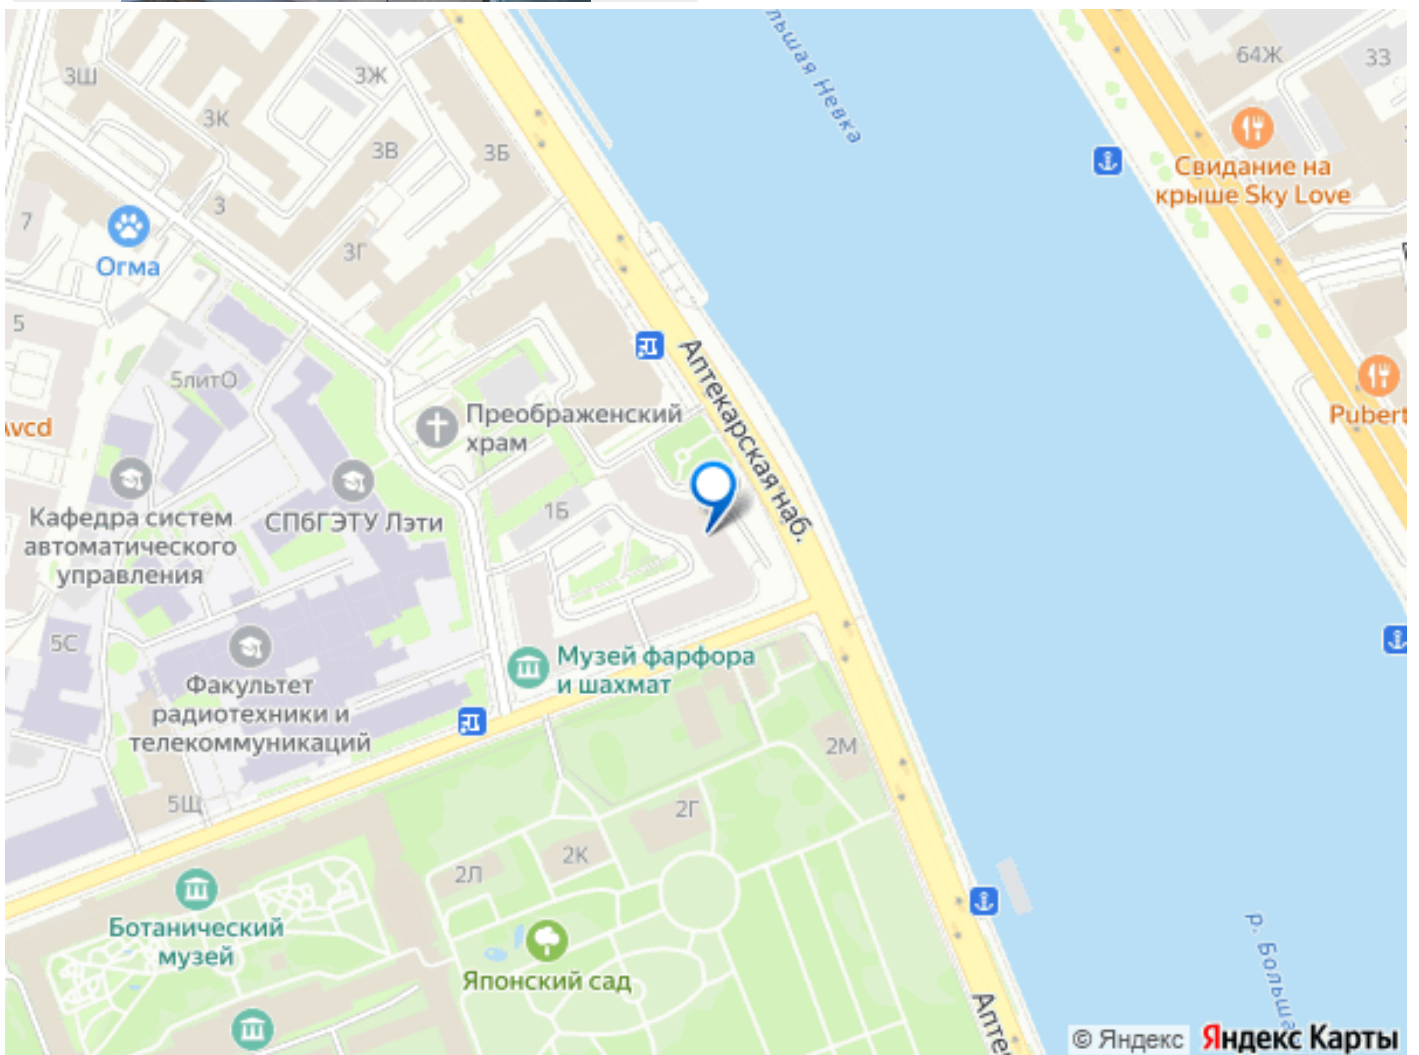 льшая Невка
64Ж
33
3Ш
3Ж
3К
3В
3Б
Свидание на
крыше Sky Love
3
7
3Г
Огма
5
5литО
Аптекарская наб.
Преображенский
храм
Pubert
Avcd
1Б
СПбГЭТУ Лэти
Кафедра систем
автоматического
управления
5С
Музей фарфора
и шахмат
Факультет
радиотехники и
телекоммуникаций
2М
5Щ
2Г
2К
2Л
Ботанический
музей
р. Больша
Японский сад
Апте
© Яндекс Яндекс Карты